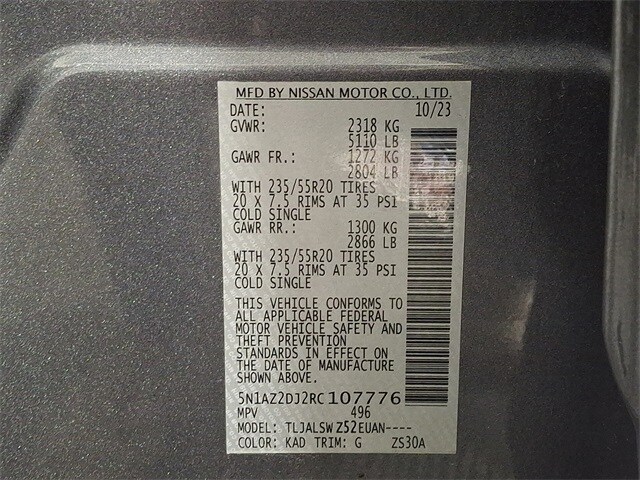 MFD BY NISSAN MOTOR CO., LTD.
DATE: 10/23
GVWR: 2318 KG
5110 LB
GAWR FR.: 1272 KG
2804 LB
WITH 235/55R20 TIRES
20 X 7.5 RIMS AT 35 PSI
COLD SINGLE
GAWR RR.: 1300 KG
2866 LB
WITH 235/55R20 TIRES
20 X 7.5 RIMS AT 35 PSI
COLD SINGLE
THIS VEHICLE CONFORMS TO
ALL APPLICABLE FEDERAL
MOTOR VEHICLE SAFETY AND
THEFT PREVENTION
STANDARDS IN EFFECT ON
THE DATE OF MANUFACTURE
SHOWN ABOVE.
5N1AZ2DJ2RC107776
MPV 496
MODEL: TLJALSW Z52EUAN----
COLOR: KAD TRIM: G ZS30A